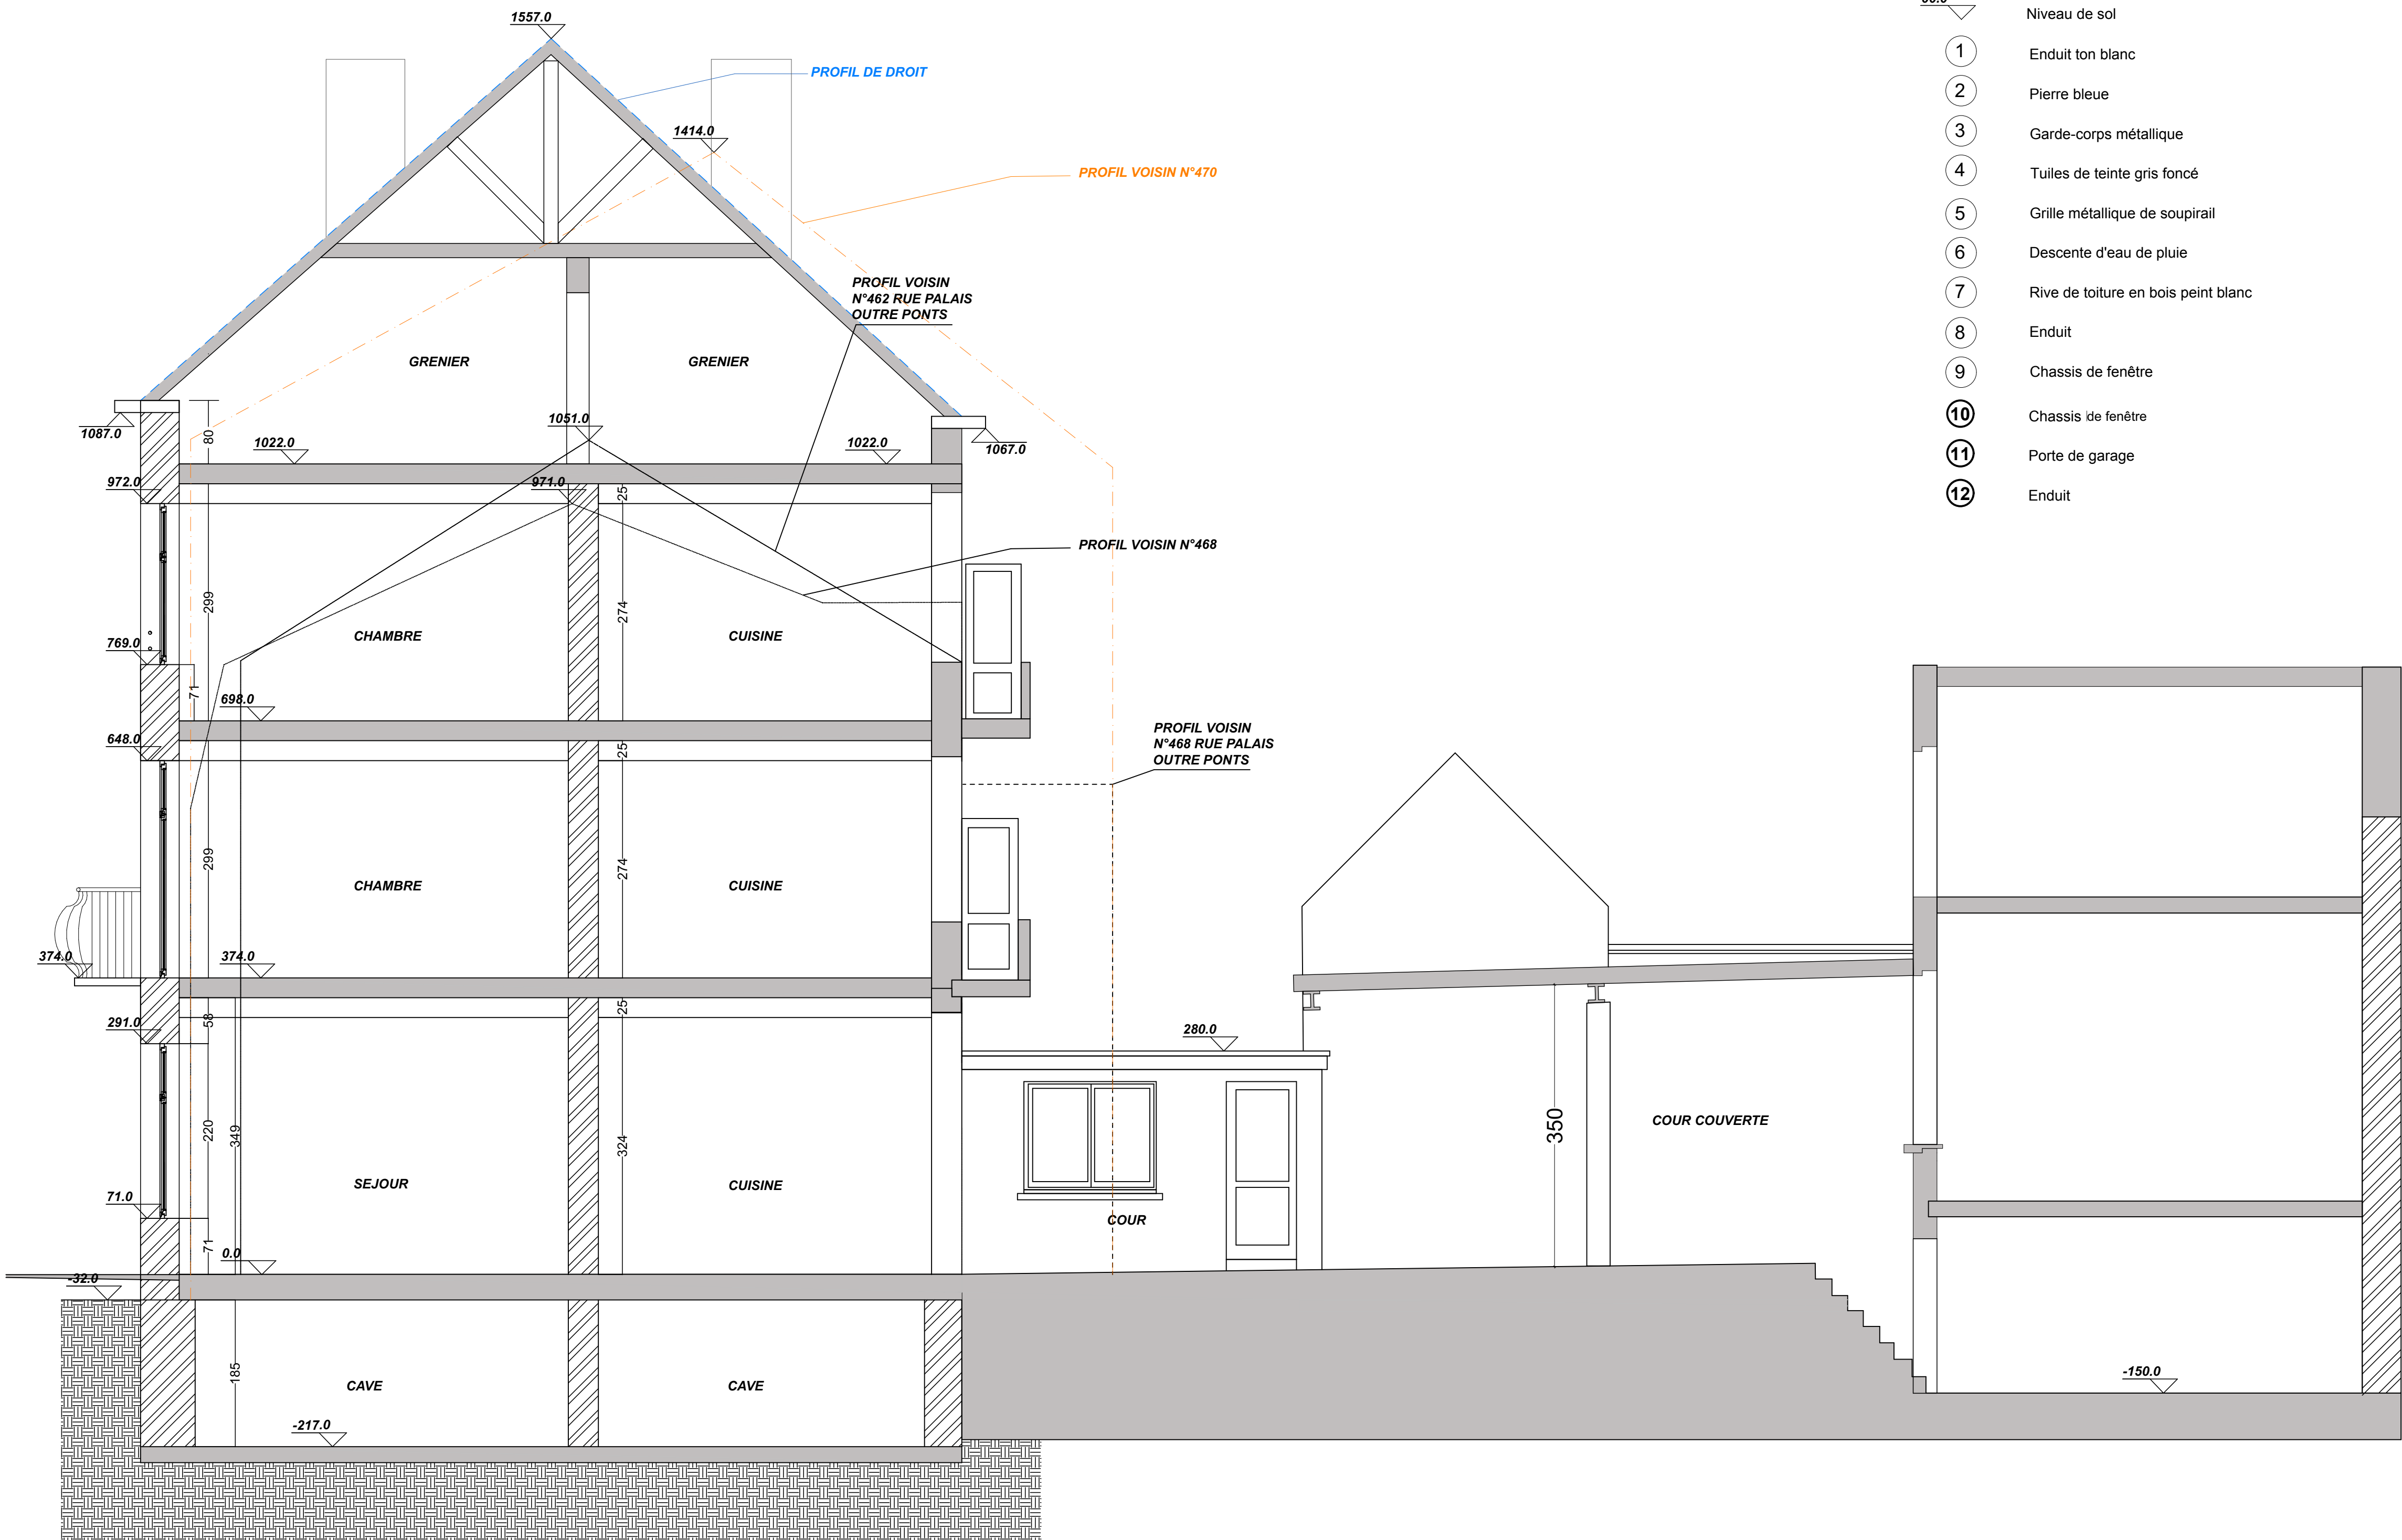 1557.0
PROFIL DE DROIT
1414.0
PROFIL VOISIN N°470
PROFIL VOISIN
N°462 RUE PALAIS
OUTRE PONTS
GRENIER
GRENIER
1087.0
80
1022.0
1051.0
1022.0
1067.0
972.0
971.0
25
PROFIL VOISIN N°468
299
274
769.0
CHAMBRE
CUISINE
71
698.0
648.0
25
PROFIL VOISIN
N°468 RUE PALAIS
OUTRE PONTS
299
274
CHAMBRE
CUISINE
374.0
374.0
291.0
58
25
280.0
220
349
324
350
COUR COUVERTE
SEJOUR
CUISINE
71.0
COUR
71
0.0
-32.0
185
CAVE
CAVE
-150.0
-217.0
Niveau de sol
1 Enduit ton blanc
2 Pierre bleue
3 Garde-corps métallique
4 Tuiles de teinte gris foncé
5 Grille métallique de soupirail
6 Descente d'eau de pluie
7 Rive de toiture en bois peint blanc
8 Enduit
9 Chassis de fenêtre
10 Chassis de fenêtre
11 Porte de garage
12 Enduit